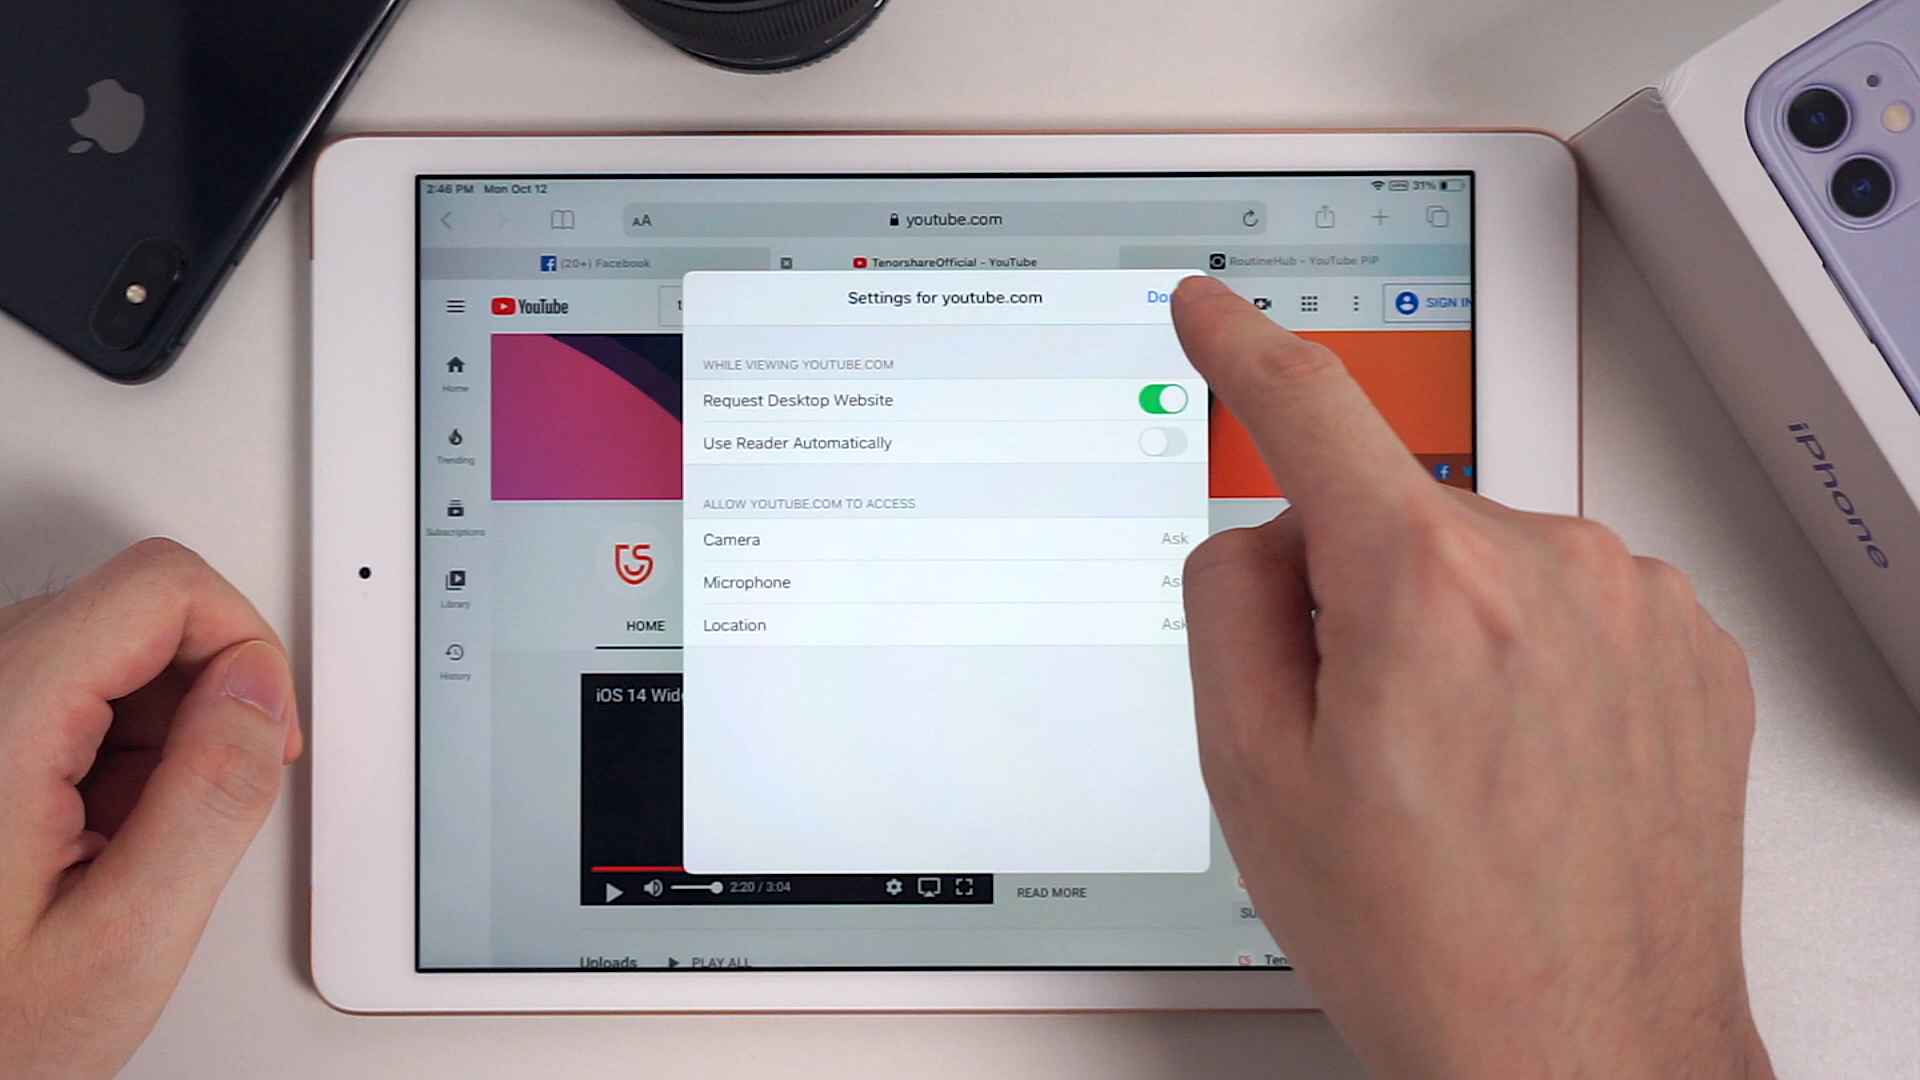 2:46 PM Mon Oct 12
31%
AA
youtube.com
(20+) Facebook
TenorshareOfficial - YouTube
RoutineHub - YouTube PiP
YouTube
Settings for youtube.com
SIGN IN
WHILE VIEWING YOUTUBE.COM
Home
Request Desktop Website
Use Reader Automatically
Trending
ALLOW YOUTUBE.COM TO ACCESS
Subscriptions
Camera
Ask
Microphone
Library
HOME
Location
Ask
History
iOS 14
2:20 / 3:04
READ MORE
Uploads
PLAY ALL
iPhone